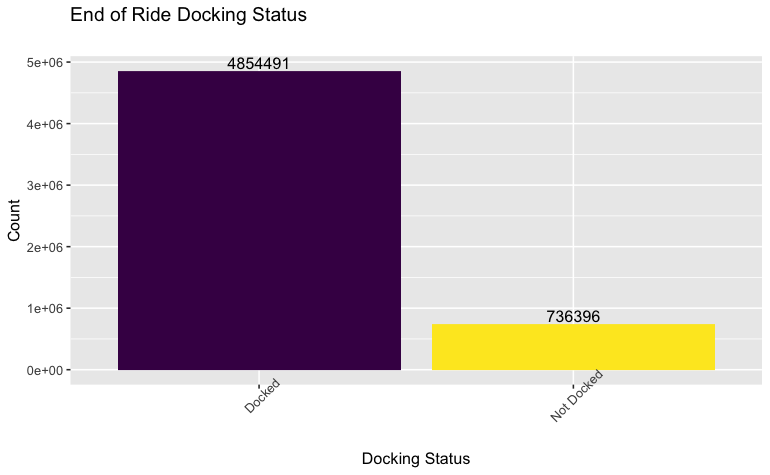 End of Ride Docking Status
Count
5e+06
4e+06
3e+06
2e+06
1e+06
0e+00
4854491
736396
Docked
Not Docked
Docking Status